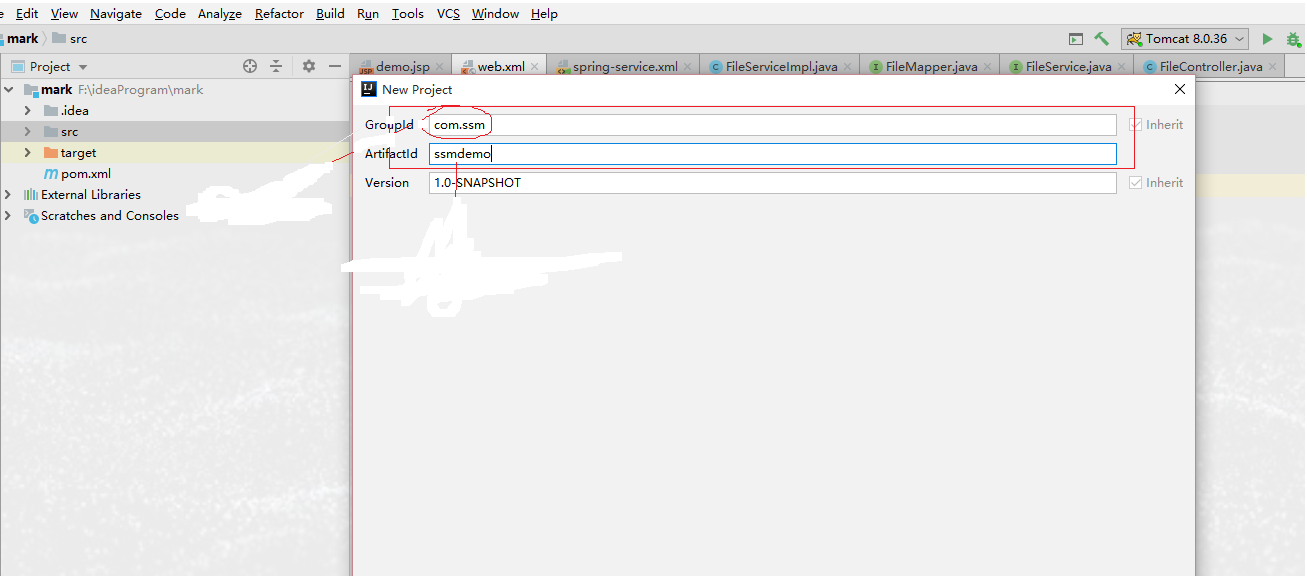 e Edit View Navigate Code Analyze Refactor Build Run Tools VCS Window Help
mark src Tomcat 8.0.36
Project demo.jsp web.xml spring-service.xml FileServiceImpl.java FileMapper.java FileService.java FileController.java
mark F:\ideaProgram\mark
.idea
src
target
pom.xml
External Libraries
Scratches and Consoles
New Project
GroupId com.ssm Inherit
ArtifactId ssmdemo
Version 1.0-SNAPSHOT Inherit